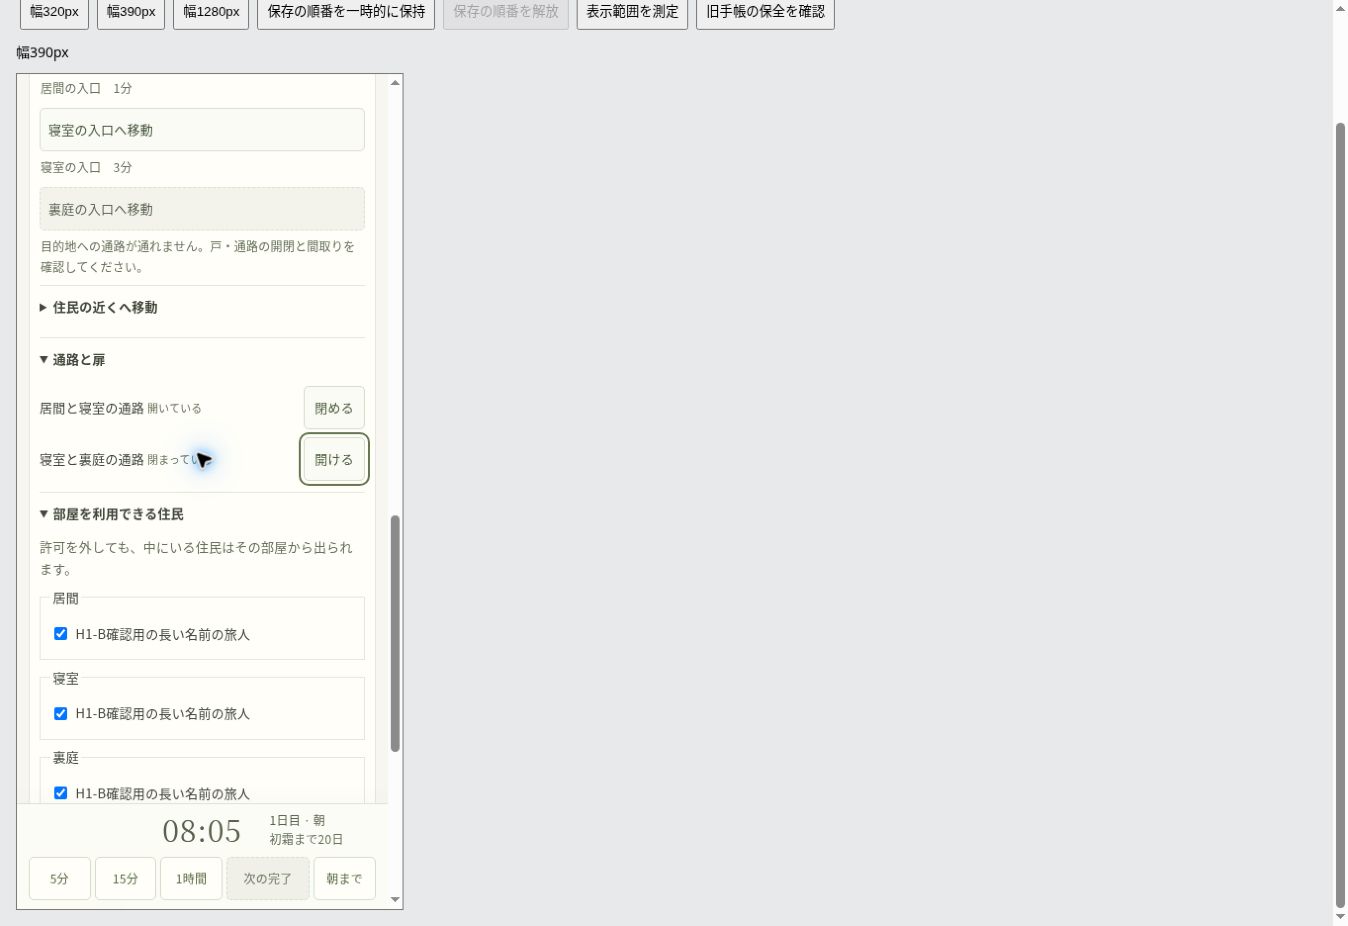 幅320px
幅390px
幅1280px
保存の順番を一時的に保持
保存の順番を解放
表示範囲を測定
旧手帳の保全を確認
幅390px
居間の入口 1分
寝室の入口へ移動
寝室の入口 3分
裏庭の入口へ移動
目的地への通路が通れません。戸・通路の開閉と間取りを
確認してください。
▶ 住民の近くへ移動
▼ 通路と扉
居間と寝室の通路 開いている
閉める
寝室と裏庭の通路 閉まってい
開ける
▼ 部屋を利用できる住民
許可を外しても、中にいる住民はその部屋から出られ
ます。
居間
H1-B確認用の長い名前の旅人
寝室
H1-B確認用の長い名前の旅人
裏庭
H1-B確認用の長い名前の旅人
08:05
1日目 · 朝
初霜まで20日
5分
15分
1時間
次の完了
朝まで